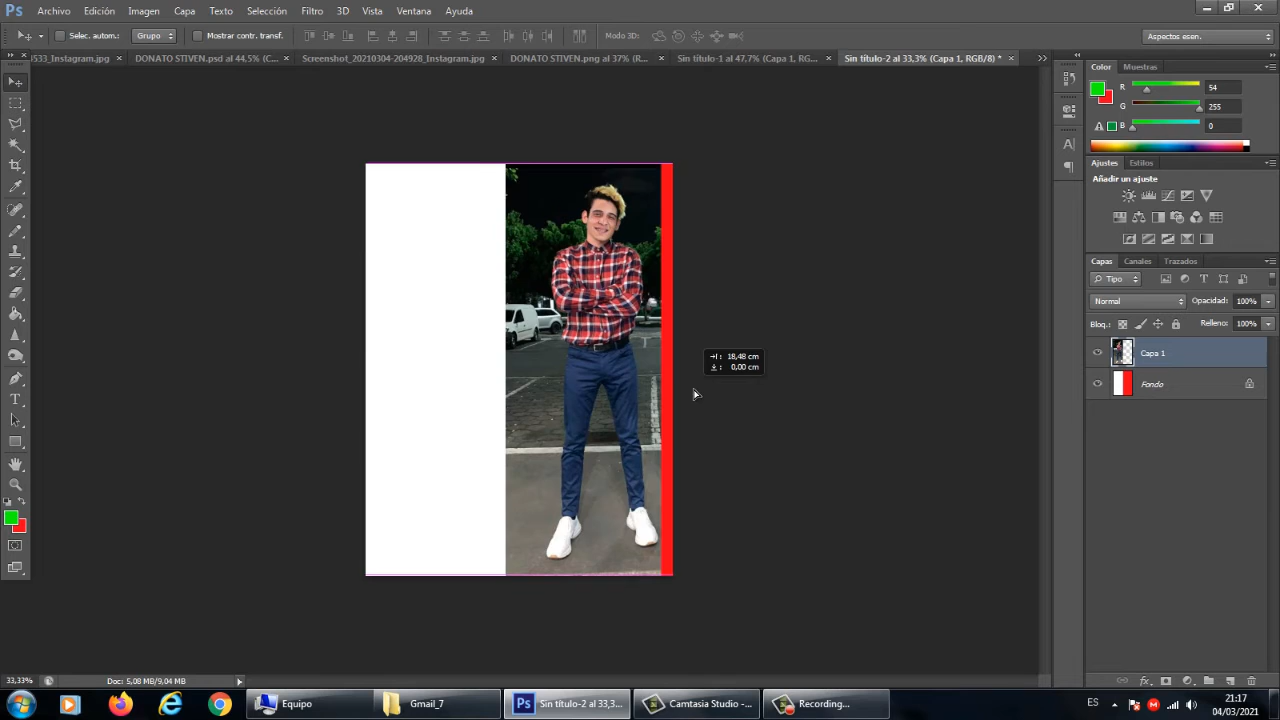 Ps Archivo Edición Imagen Capa Texto Selección Filtro 3D Vista Ventana Ayuda
Selec. autom.: Grupo Mostrar contr. transf. Modo 3D: Aspectos esen.
i533_Instagram.jpg × DONATO STIVEN.psd al 44,5% (C... × Screenshot_20210304-204928_Instagram.jpg × DONATO STIVEN.png al 37% (R... × Sin título-1 al 47,7% (Capa 1, RG... × Sin título-2 al 33,3% (Capa 1, RGB/8) * ×
Color Muestras
R 54
G 255
B 0
Ajustes Estilos
Añadir un ajuste
Capas Canales Trazados
Tipo
Normal Opacidad: 100%
Bloq.: Relleno: 100%
Capa 1
Fondo
18,48 cm
0,00 cm
33,33% Doc: 5,08 MB/9,04 MB
Equipo Gmail_7 Ps Sin título-2 al 33,3... Camtasia Studio -... Recording...
ES 21:17
04/03/2021